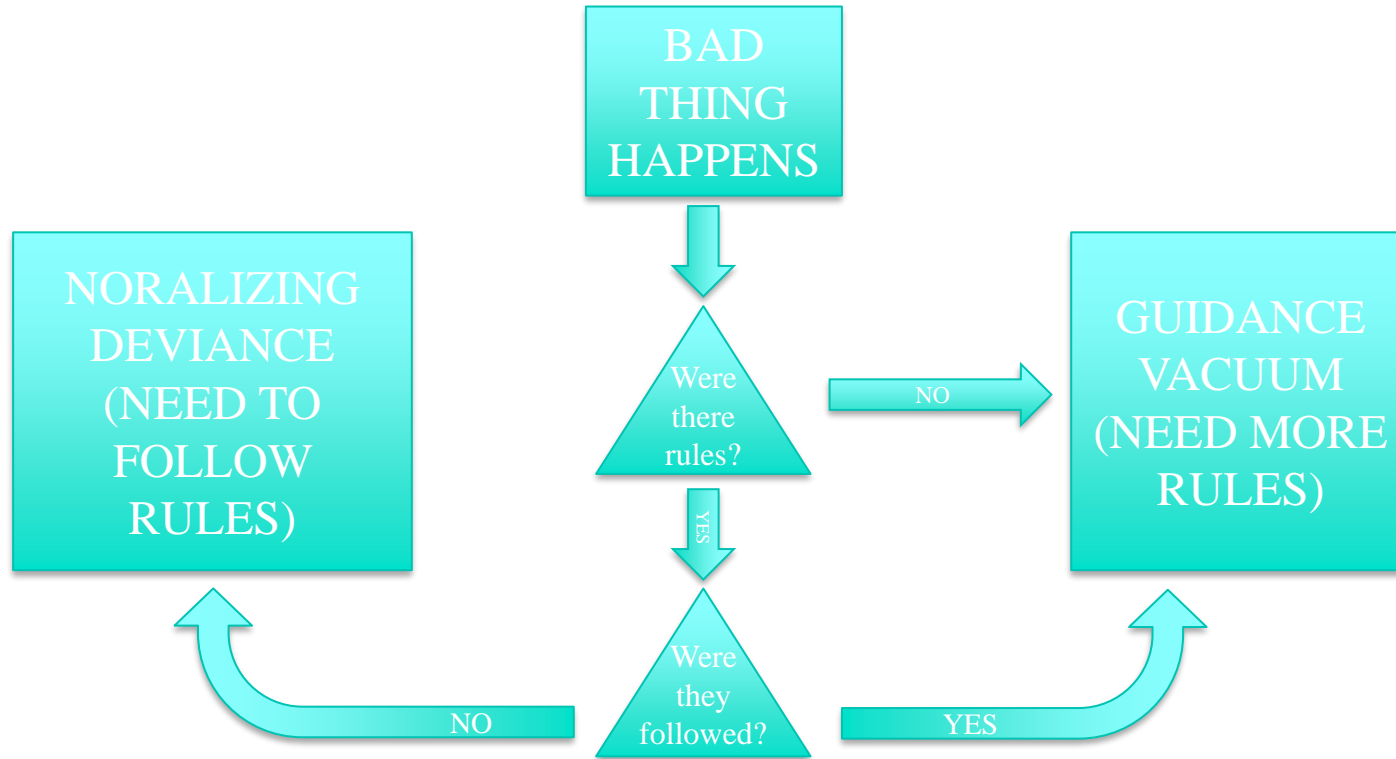 BAD
THING
HAPPENS
NORALIZING
DEVIANCE
(NEED TO
FOLLOW
RULES)
Were
there
rules?
NO
GUIDANCE
VACUUM
(NEED MORE
RULES)
YES
Were
they
followed?
NO
YES